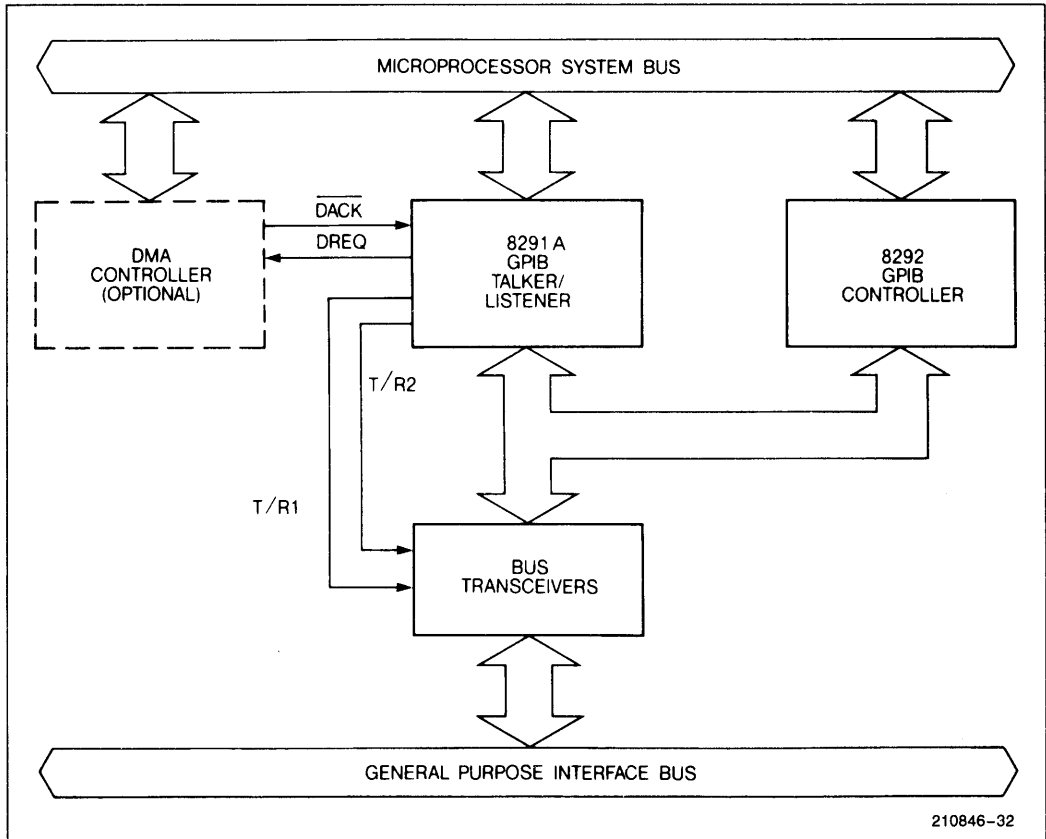 MICROPROCESSOR SYSTEM BUS
DACK
DREQ
DMA
CONTROLLER
(OPTIONAL)
8291A
GPIB
TALKER/
LISTENER
8292
GPIB
CONTROLLER
T/R2
T/R1
BUS
TRANSCEIVERS
GENERAL PURPOSE INTERFACE BUS
210846-32